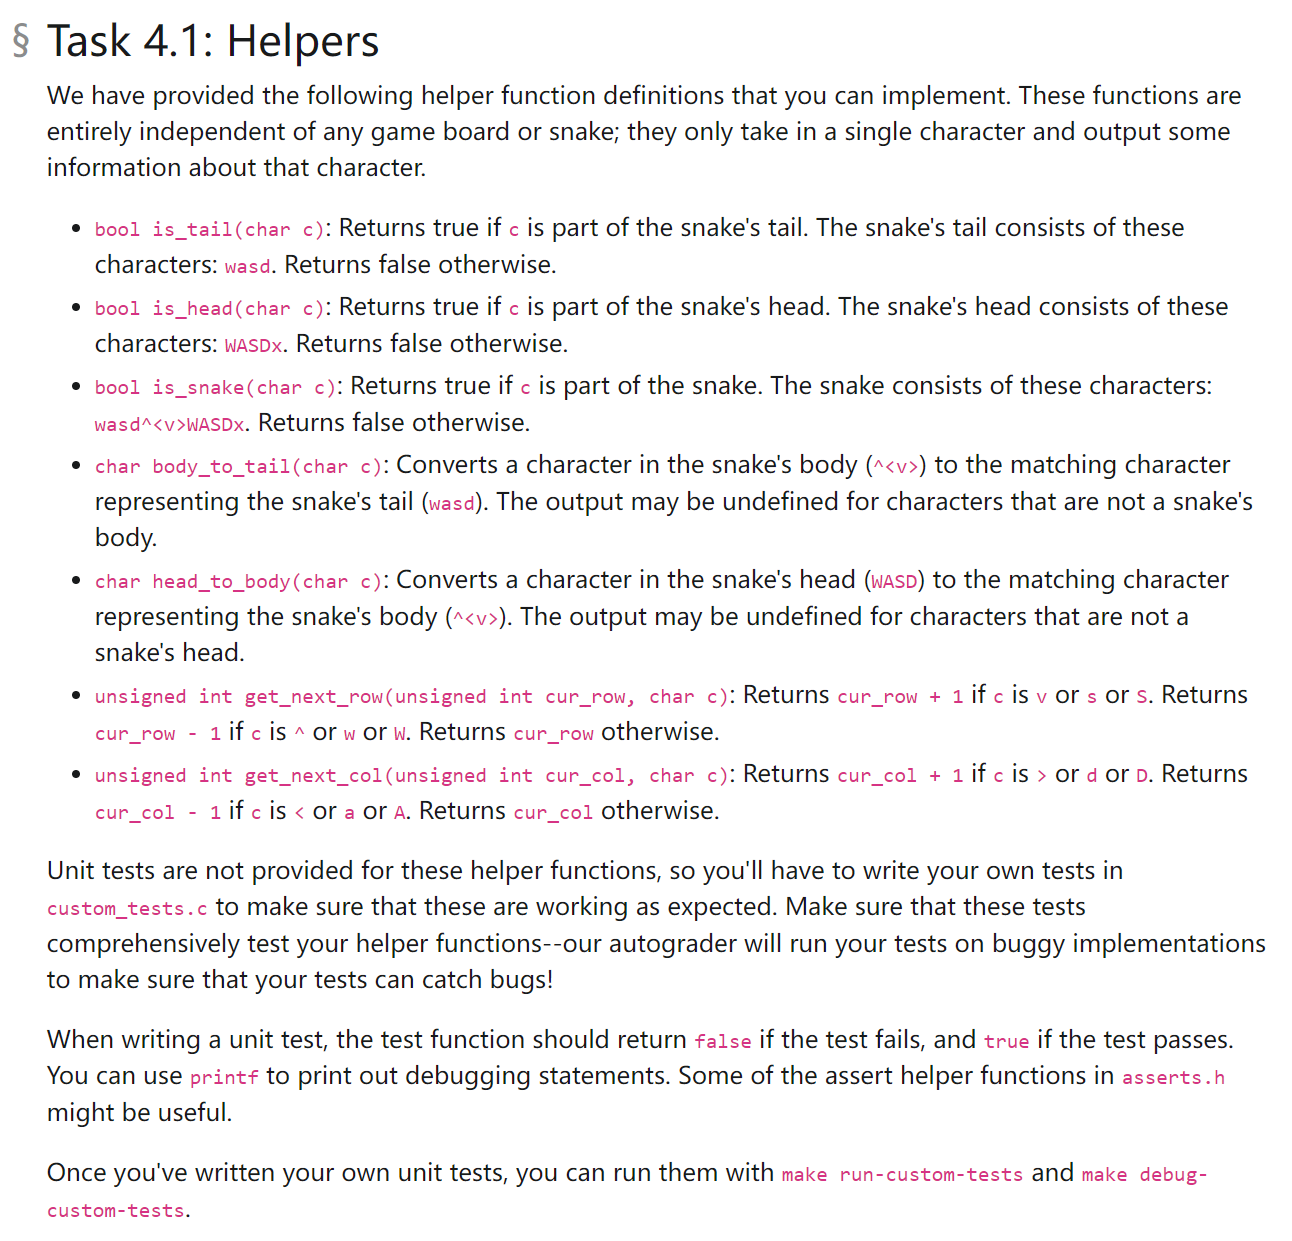 § Task 4.1: Helpers
We have provided the following helper function definitions that you can implement. These functions are
entirely independent of any game board or snake; they only take in a single character and output some
information about that character.
• bool is_tail(char c): Returns true if c is part of the snake's tail. The snake's tail consists of these
characters: wasd. Returns false otherwise.
• bool is_head(char c): Returns true if c is part of the snake's head. The snake's head consists of these
characters: WASDx. Returns false otherwise.
• bool is_snake(char c): Returns true if c is part of the snake. The snake consists of these characters:
wasd^<v>WASDx. Returns false otherwise.
• char body_to_tail(char c): Converts a character in the snake's body (^<v>) to the matching character
representing the snake's tail (wasd). The output may be undefined for characters that are not a snake's
body.
• char head_to_body(char c): Converts a character in the snake's head (WASD) to the matching character
representing the snake's body (^<v>). The output may be undefined for characters that are not a
snake's head.
• unsigned int get_next_row(unsigned int cur_row, char c): Returns cur_row + 1 if c is v or s or S. Returns
cur_row - 1 if c is ^ or w or W. Returns cur_row otherwise.
• unsigned int get_next_col(unsigned int cur_col, char c): Returns cur_col + 1 if c is > or d or D. Returns
cur_col - 1 if c is < or a or A. Returns cur_col otherwise.
Unit tests are not provided for these helper functions, so you'll have to write your own tests in
custom_tests.c to make sure that these are working as expected. Make sure that these tests
comprehensively test your helper functions--our autograder will run your tests on buggy implementations
to make sure that your tests can catch bugs!
When writing a unit test, the test function should return false if the test fails, and true if the test passes.
You can use printf to print out debugging statements. Some of the assert helper functions in asserts.h
might be useful.
Once you've written your own unit tests, you can run them with make run-custom-tests and make debug-
custom-tests.